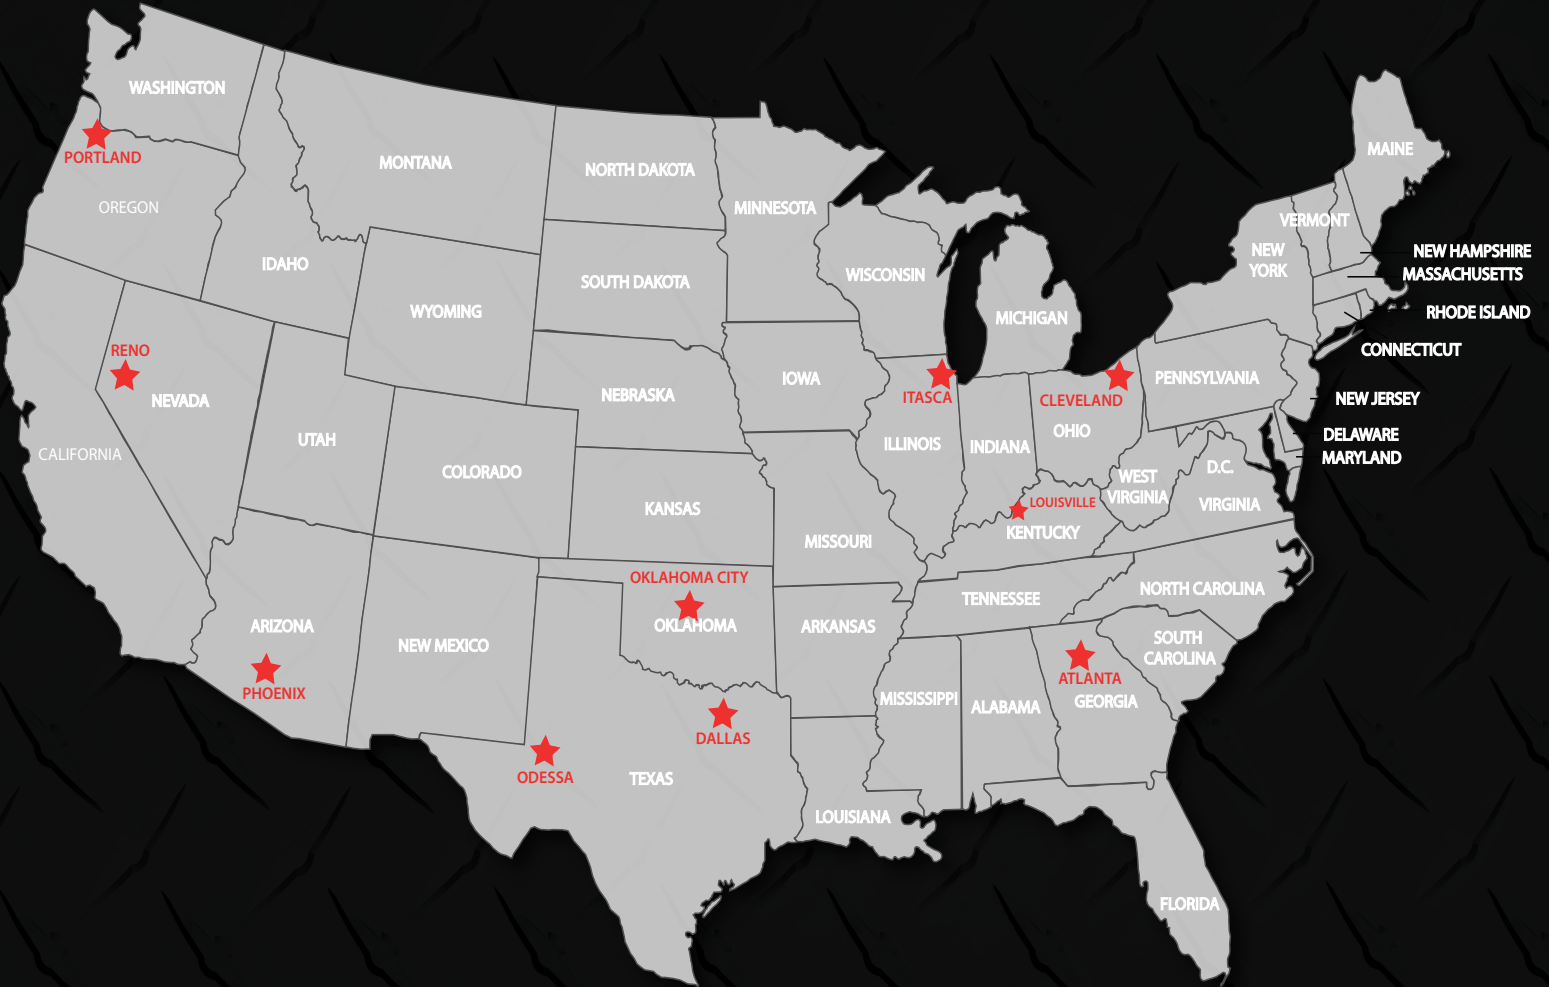 WASHINGTON
PORTLAND
OREGON
MONTANA
NORTH DAKOTA
MINNESOTA
MAINE
VERMONT
NEW
YORK
NEW HAMPSHIRE
MASSACHUSETTS
RHODE ISLAND
CONNECTICUT
IDAHO
WYOMING
SOUTH DAKOTA
WISCONSIN
MICHIGAN
RENO
NEVADA
IOWA
NEBRASKA
ITASCA
ILLINOIS
CLEVELAND
OHIO
PENNSYLVANIA
NEW JERSEY
DELAWARE
MARYLAND
CALIFORNIA
UTAH
COLORADO
KANSAS
MISSOURI
INDIANA
LOUISVILLE
KENTUCKY
WEST
VIRGINIA
D.C.
VIRGINIA
OKLAHOMA CITY
OKLAHOMA
ARKANSAS
TENNESSEE
NORTH CAROLINA
ARIZONA
PHOENIX
NEW MEXICO
SOUTH
CAROLINA
ATLANTA
GEORGIA
MISSISSIPPI
ALABAMA
DALLAS
ODESSA
TEXAS
LOUISIANA
FLORIDA